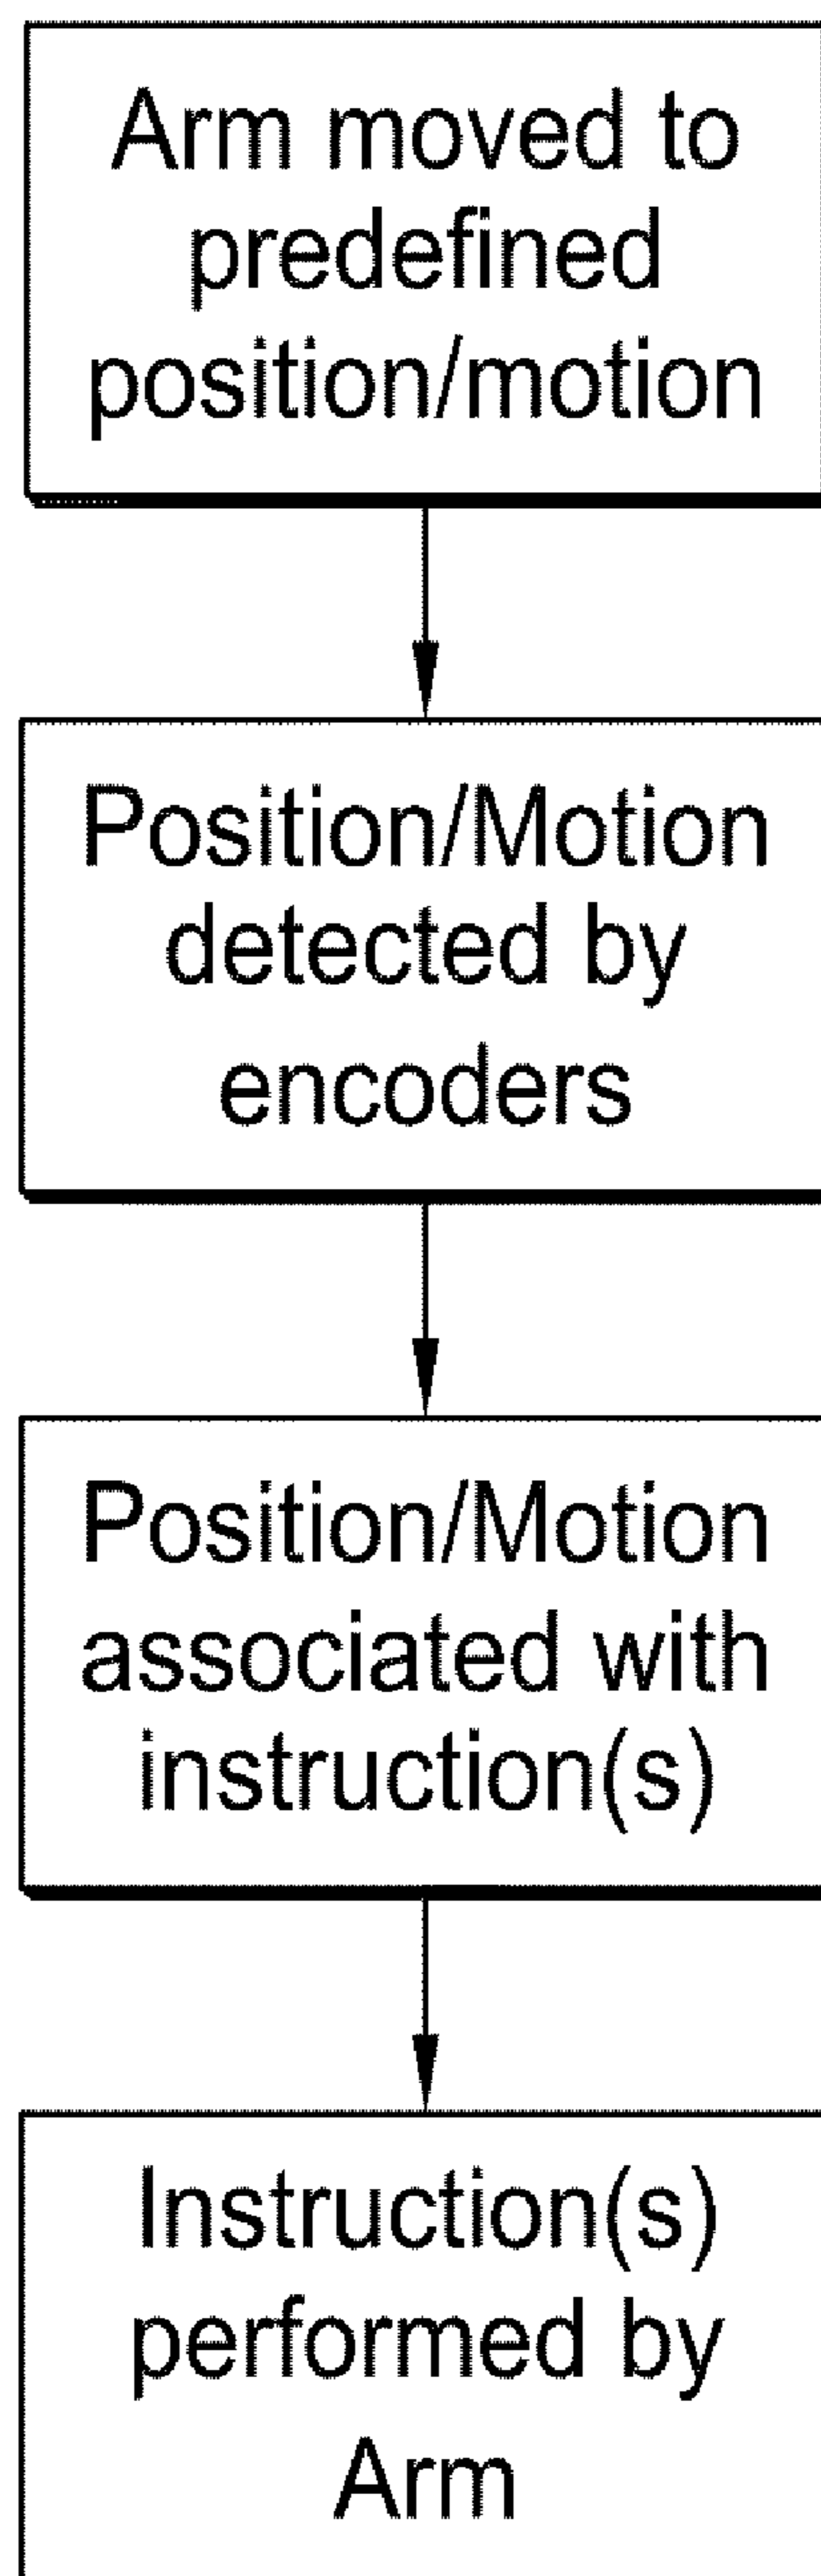 Arm moved to
predefined
position/motion
Position/Motion
detected by
encoders
Position/Motion
associated with
instruction(s)
Instruction(s)
performed by
Arm